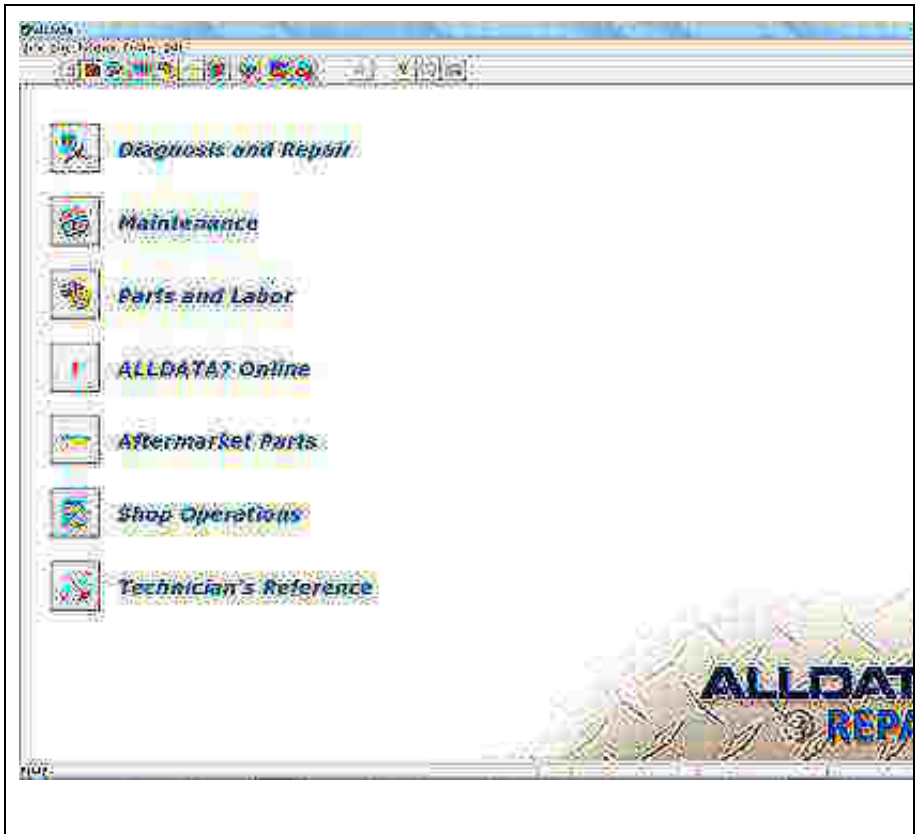 Diagnosis and Repair
Maintenance
Parts and Labor
ALLDATA? Online
Aftermarket Parts
Shop Operations
Technician's Reference
ALLDAT
REPA